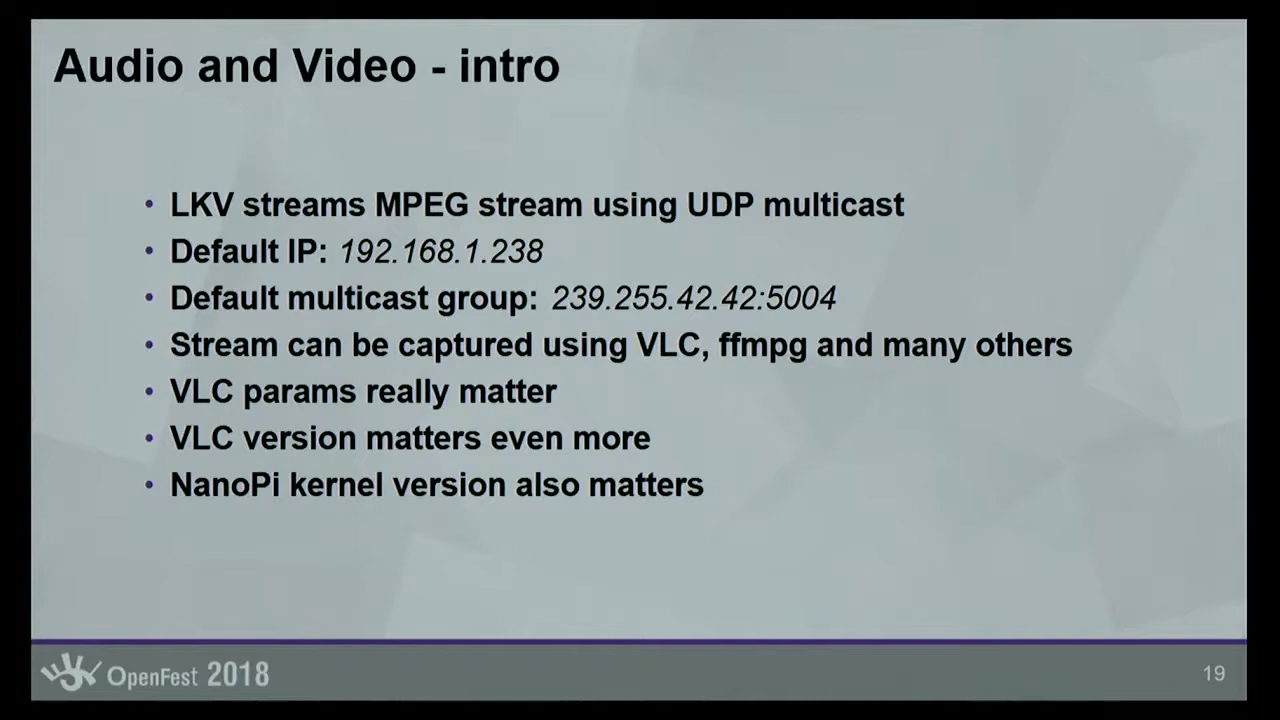 Audio and Video - intro
• LKV streams MPEG stream using UDP multicast
• Default IP: 192.168.1.238
• Default multicast group: 239.255.42.42:5004
• Stream can be captured using VLC, ffmpg and many others
• VLC params really matter
• VLC version matters even more
• NanoPi kernel version also matters
OpenFest 2018
19